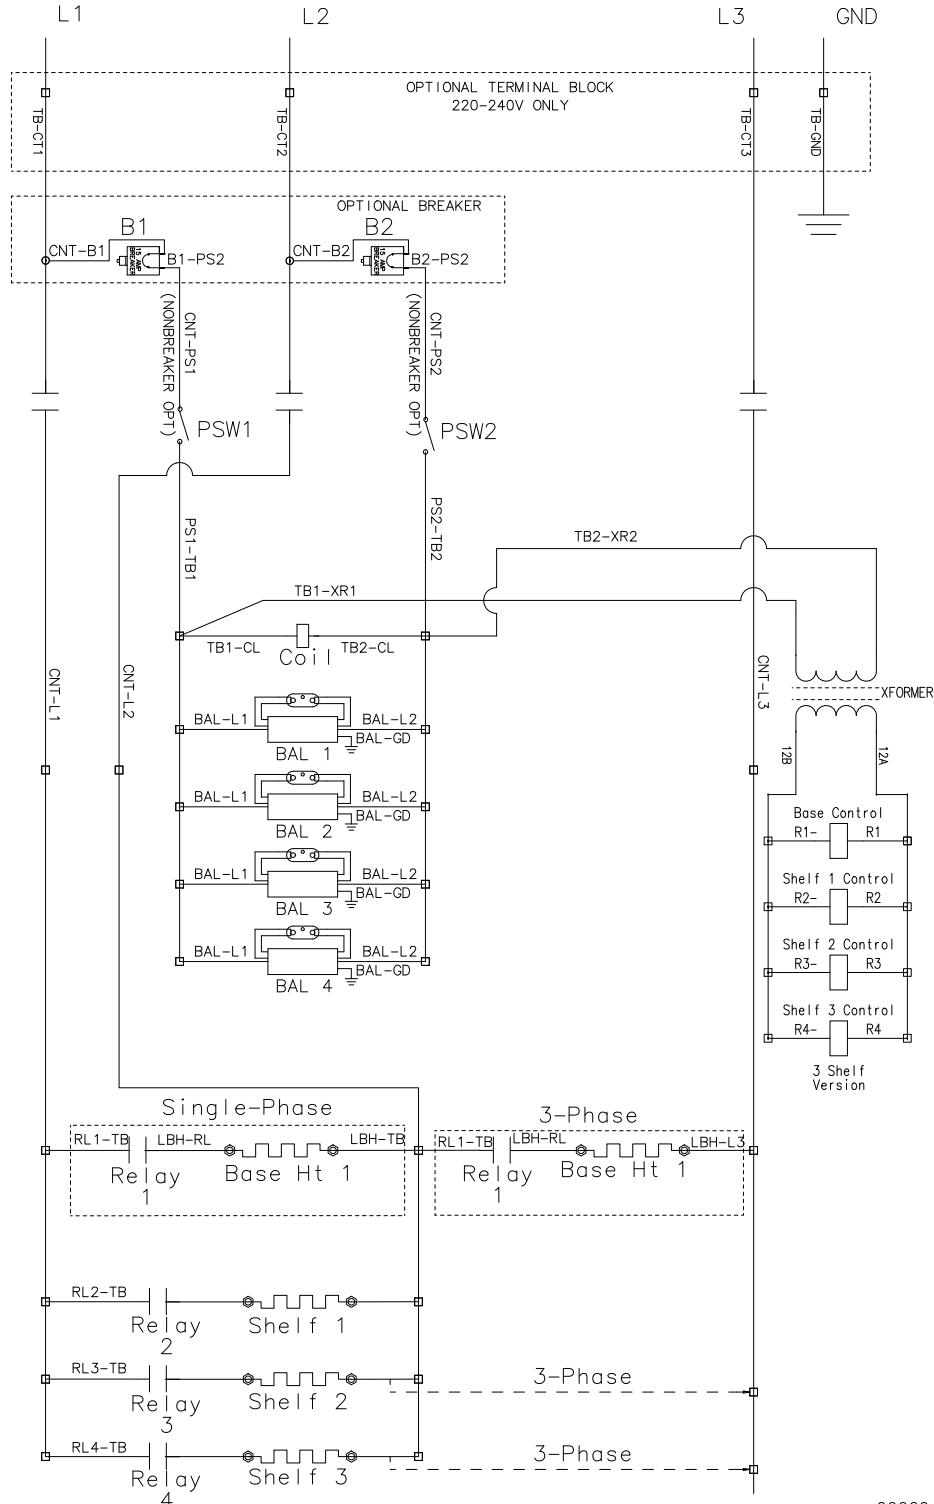 L1
L2
L3
GND
OPTIONAL TERMINAL BLOCK
220-240V ONLY
TB-CT1
TB-CT2
TB-CT3
TB-GND
OPTIONAL BREAKER
B1
B2
CNT-B1
15 AMP
BREAKER
B1-PS2
CNT-B2
15 AMP
BREAKER
B2-PS2
CNT-PS1
(NONBREAKER OPT)
CNT-PS2
(NONBREAKER OPT)
PSW1
PSW2
PS1-TB1
PS2-TB2
TB2-XR2
TB1-XR1
TB1-CL
TB2-CL
Coil
CNT-L1
CNT-L2
CNT-L3
XFORMER
BAL-L1
BAL-L2
BAL-GD
BAL 1
12B
12A
BAL-L1
BAL-L2
BAL-GD
BAL 2
Base Control
R1-
R1
BAL-L1
BAL-L2
BAL-GD
BAL 3
Shelf 1 Control
R2-
R2
BAL-L1
BAL-L2
BAL-GD
BAL 4
Shelf 2 Control
R3-
R3
Shelf 3 Control
R4-
R4
3 Shelf
Version
Single-Phase
3-Phase
RL1-TB
LBH-RL
LBH-TB
RL1-TB
LBH-RL
LBH-L3
Relay
1
Base Ht 1
Relay
1
Base Ht 1
RL2-TB
Relay
2
Shelf 1
RL3-TB
Relay
3
Shelf 2
3-Phase
RL4-TB
Relay
4
Shelf 3
3-Phase